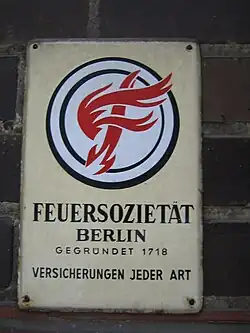 FEUERSOZIETÄT
BERLIN
GEGRÜNDET 1718
VERSICHERUNGEN JEDER ART